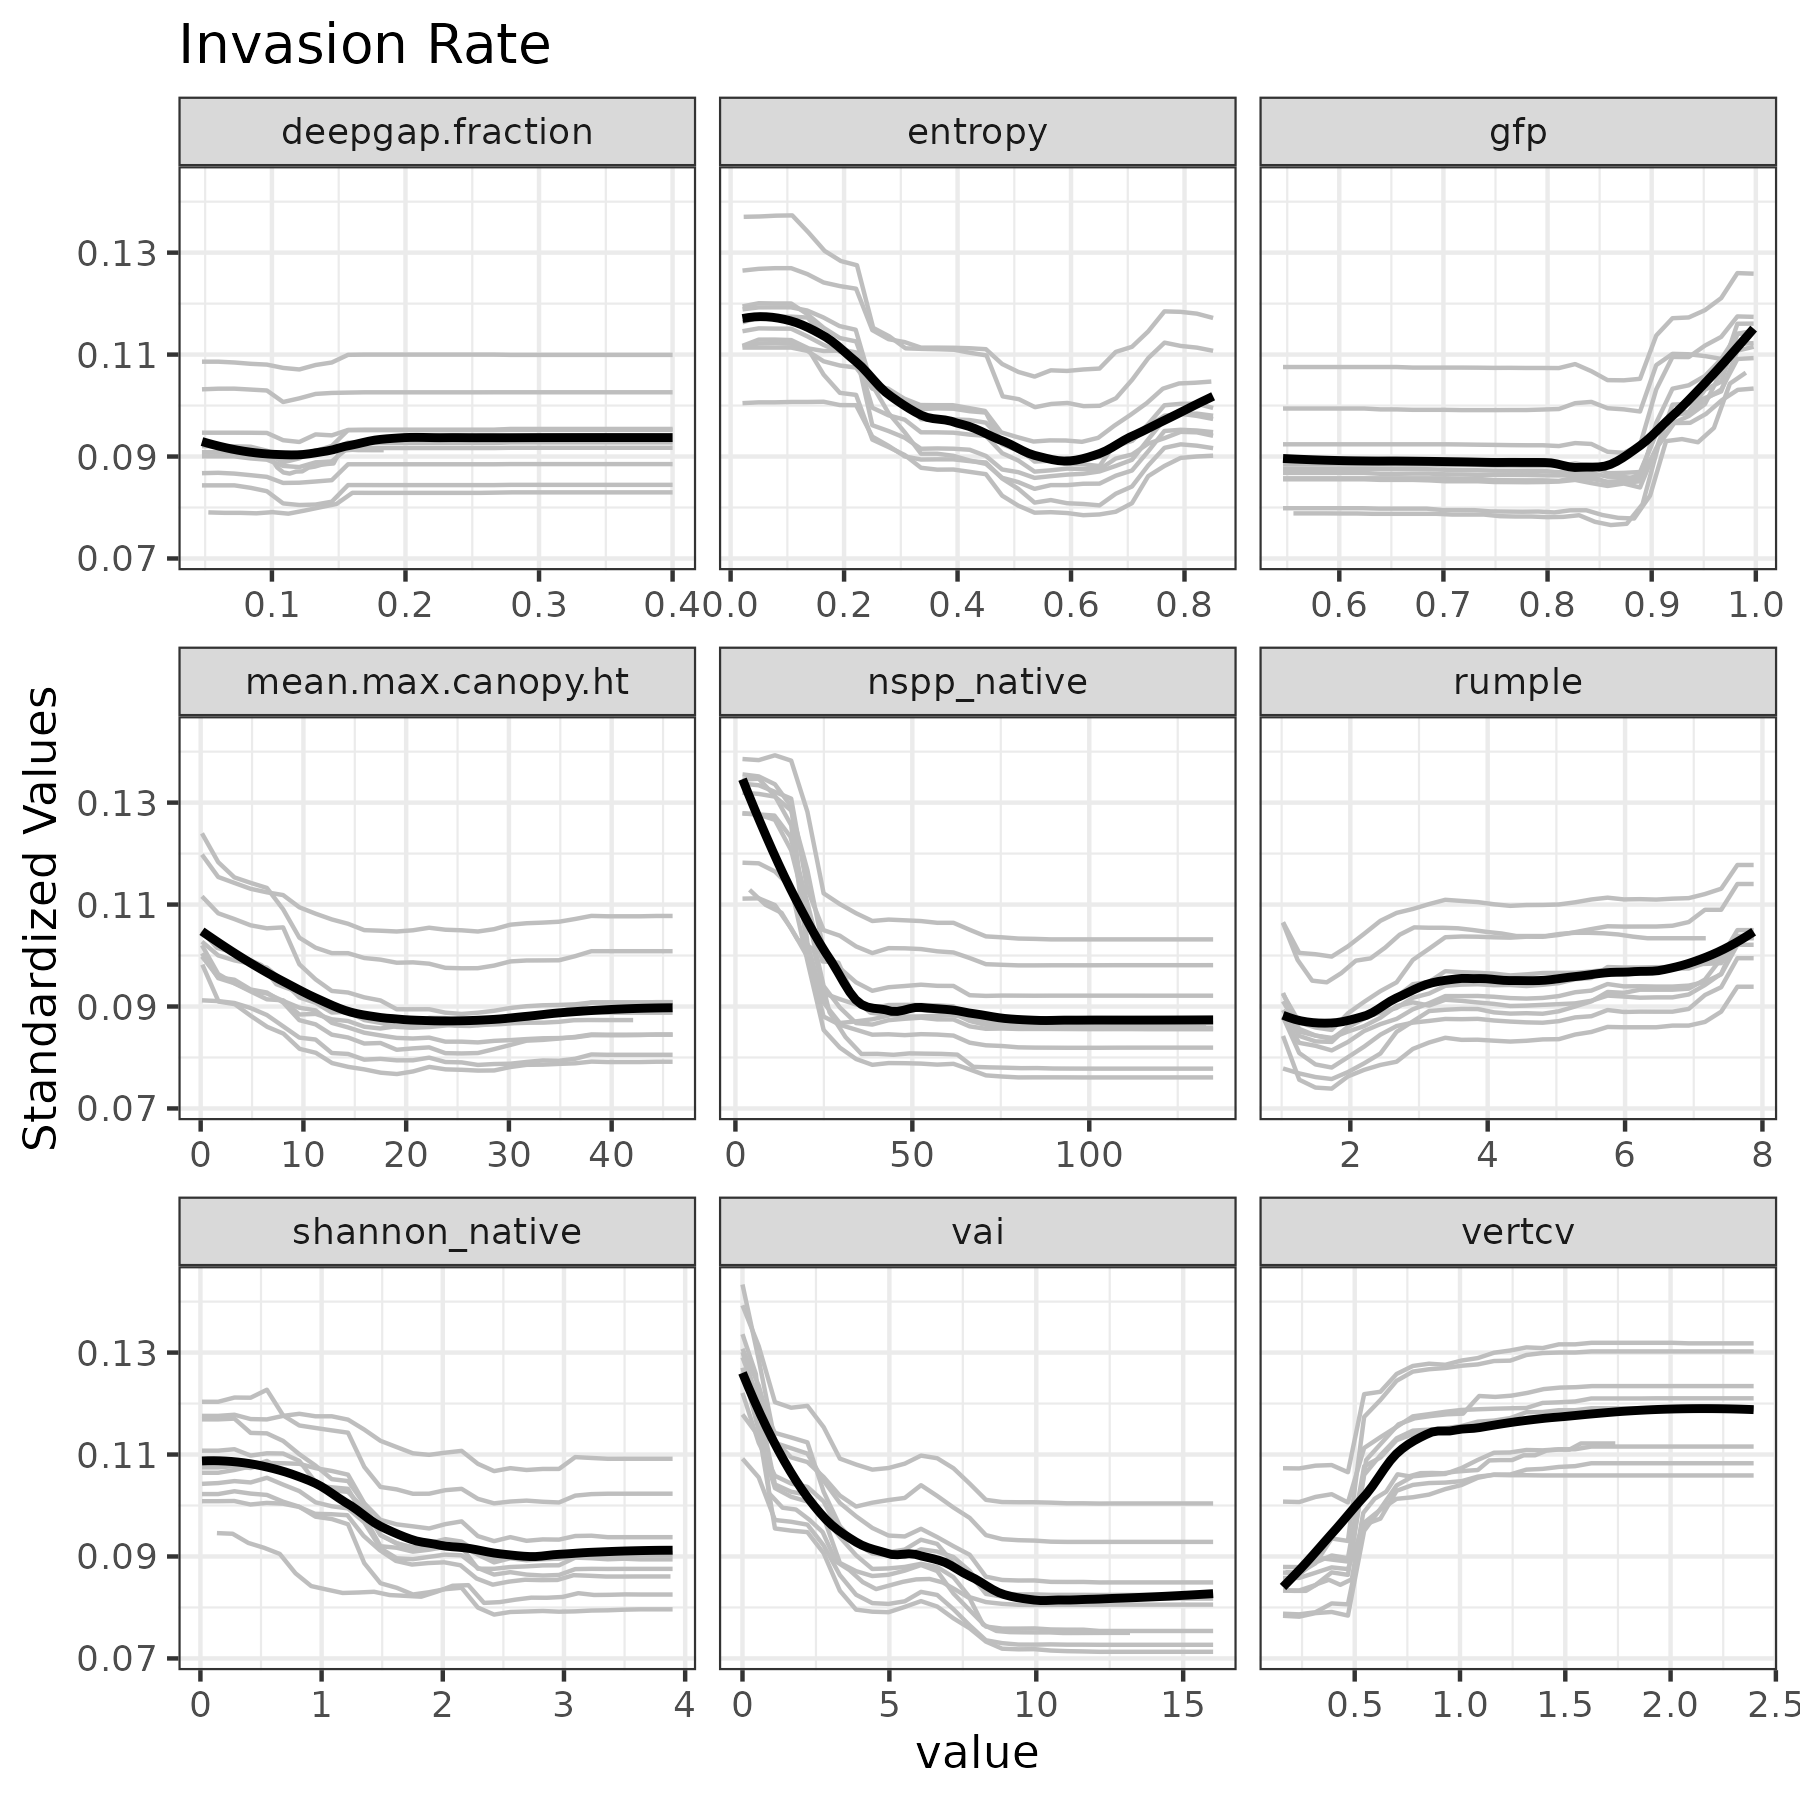 Invasion Rate
deepgap.fraction
entropy
gfp
0.13
0.11
0.09
0.07
0.1 0.2 0.3 0.4
0.0 0.2 0.4 0.6 0.8
0.6 0.7 0.8 0.9 1.0
Standardized Values
mean.max.canopy.ht
nspp_native
rumple
0.13
0.11
0.09
0.07
0 10 20 30 40
0 50 100
2 4 6 8
shannon_native
vai
vertcv
0.13
0.11
0.09
0.07
0 1 2 3 4
0 5 10 15
0.5 1.0 1.5 2.0 2.5
value